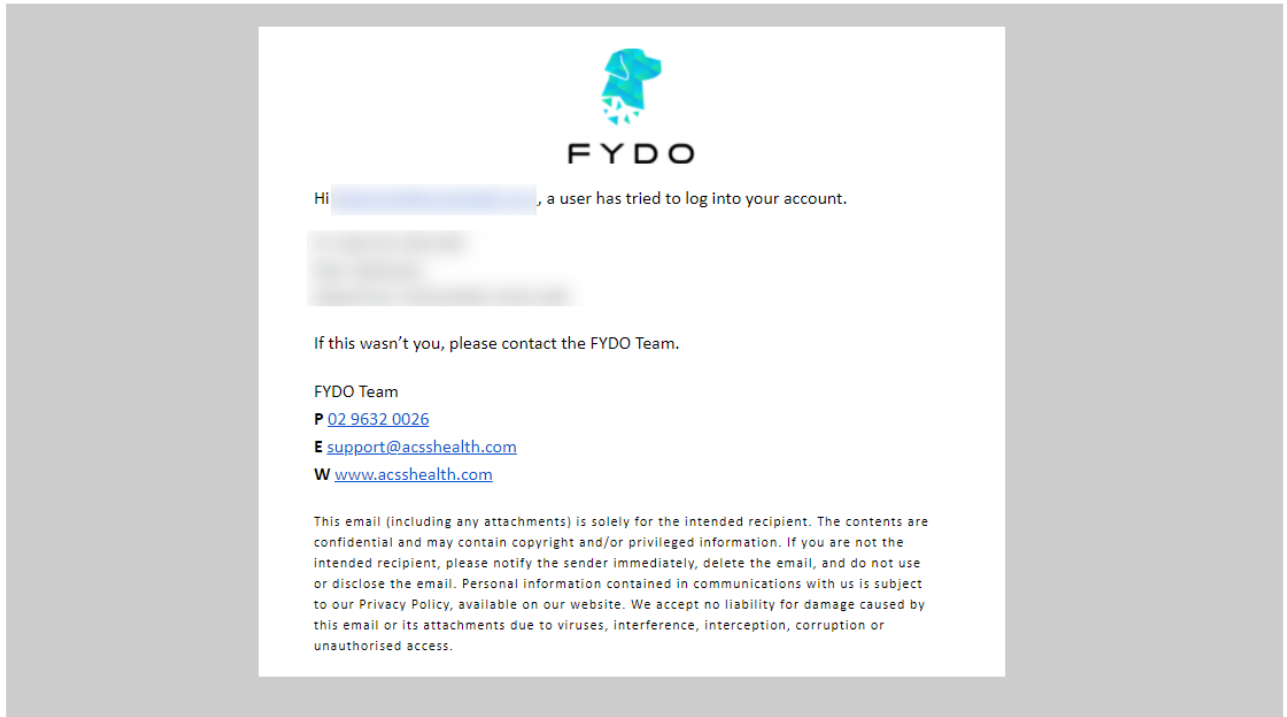 FYDO
Hi , a user has tried to log into your account.
If this wasn’t you, please contact the FYDO Team.
FYDO Team
P 02 9632 0026
E support@acsshealth.com
W www.acsshealth.com
This email (including any attachments) is solely for the intended recipient. The contents are
confidential and may contain copyright and/or privileged information. If you are not the
intended recipient, please notify the sender immediately, delete the email, and do not use
or disclose the email. Personal information contained in communications with us is subject
to our Privacy Policy, available on our website. We accept no liability for damage caused by
this email or its attachments due to viruses, interference, interception, corruption or
unauthorised access.